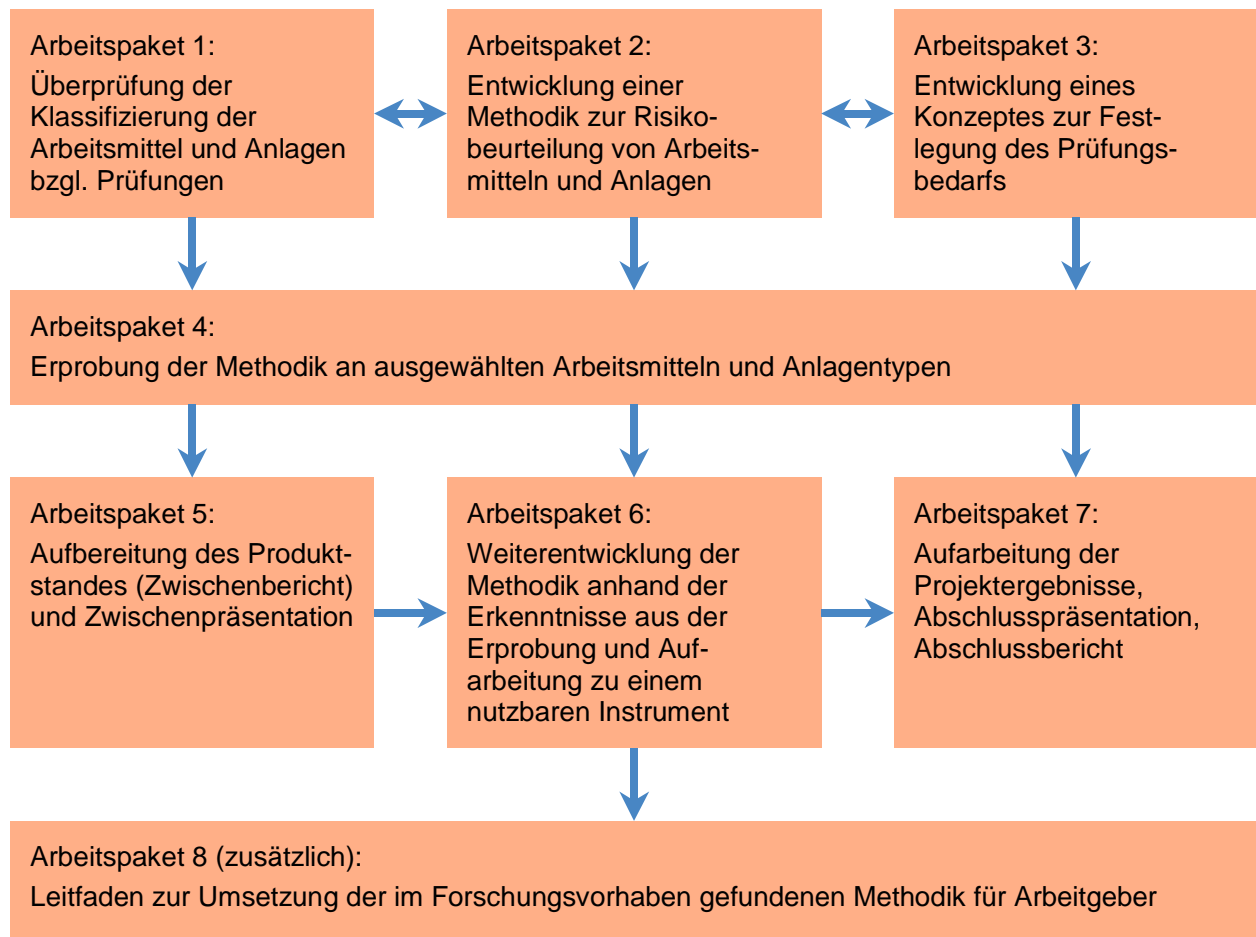 Arbeitspaket 1:
Überprüfung der
Klassifizierung der
Arbeitsmittel und Anlagen
bzgl. Prüfungen
Arbeitspaket 2:
Entwicklung einer
Methodik zur Risiko-
beurteilung von Arbeits-
mitteln und Anlagen
Arbeitspaket 3:
Entwicklung eines
Konzeptes zur Fest-
legung des Prüfungs-
bedarfs
Arbeitspaket 4:
Erprobung der Methodik an ausgewählten Arbeitsmitteln und Anlagentypen
Arbeitspaket 5:
Aufbereitung des Produkt-
standes (Zwischenbericht)
und Zwischenpräsentation
Arbeitspaket 6:
Weiterentwicklung der
Methodik anhand der
Erkenntnisse aus der
Erprobung und Auf-
arbeitung zu einem
nutzbaren Instrument
Arbeitspaket 7:
Aufarbeitung der
Projektergebnisse,
Abschlusspräsentation,
Abschlussbericht
Arbeitspaket 8 (zusätzlich):
Leitfaden zur Umsetzung der im Forschungsvorhaben gefundenen Methodik für Arbeitgeber